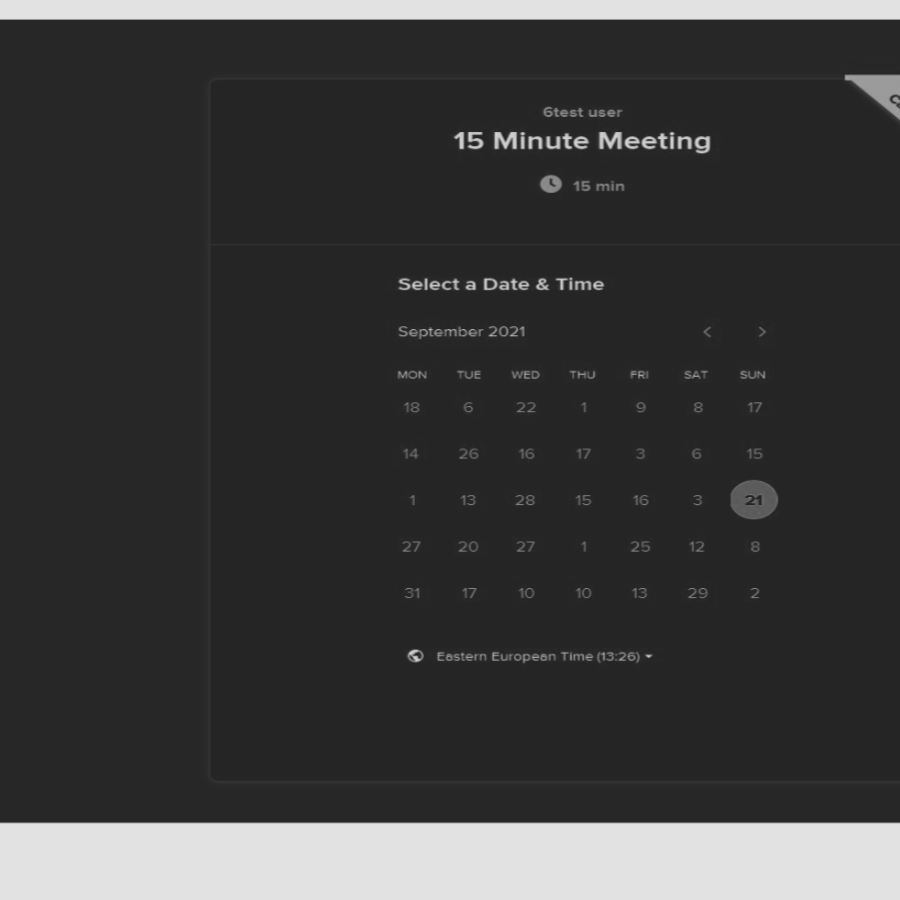 6test user
15 Minute Meeting
15 min
Select a Date & Time
September 2021
MON TUE WED THU FRI SAT SUN
18 6 22 1 9 8 17
14 26 16 17 3 6 15
1 13 28 15 16 3 21
27 20 27 1 25 12 8
31 17 10 10 13 29 2
Eastern European Time (13:26)